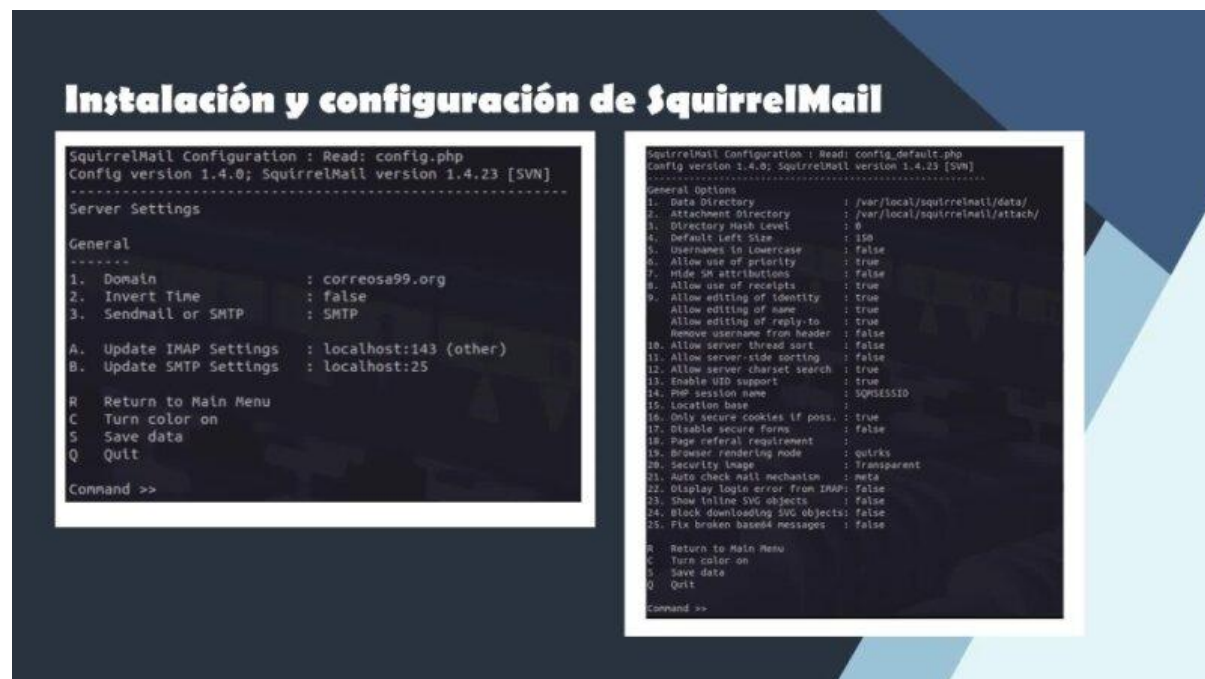 Instalación y configuración de SquirrelMail
SquirrelMail Configuration : Read: config.php
Config version 1.4.0; SquirrelMail version 1.4.23 [SVN]
---------------------------------------------------------
Server Settings
General
-------
1. Domain : correosa99.org
2. Invert Time : false
3. Sendmail or SMTP : SMTP
A. Update IMAP Settings : localhost:143 (other)
B. Update SMTP Settings : localhost:25
R Return to Main Menu
C Turn color on
S Save data
Q Quit
Command >>
SquirrelMail Configuration : Read: config_default.php
Config version 1.4.0; SquirrelMail version 1.4.23 [SVN]
---------------------------------------------------------
General Options
1. Data Directory : /var/local/squirrelmail/data/
2. Attachment Directory : /var/local/squirrelmail/attach/
3. Directory Hash Level : 0
4. Default Left Size : 150
5. Usernames in Lowercase : false
6. Allow use of priority : true
7. Hide SM attributions : false
8. Allow use of receipts : true
9. Allow editing of identity : true
Allow editing of name : true
Allow editing of reply-to : true
Remove username from header : false
10. Allow server thread sort : false
11. Allow server-side sorting : false
12. Allow server charset search : true
13. Enable UID support : true
14. PHP session name : SQMSESSID
15. Location base :
16. Only secure cookies if poss. : true
17. Disable secure forms : false
18. Page referal requirement :
19. Browser rendering mode : quirks
20. Security image : Transparent
21. Auto check mail mechanism : meta
22. Display login error from IMAP: false
23. Show inline SVG objects : false
24. Block downloading SVG objects: false
25. Fix broken base64 messages : false
R Return to Main Menu
C Turn color on
S Save data
Q Quit
Command >>